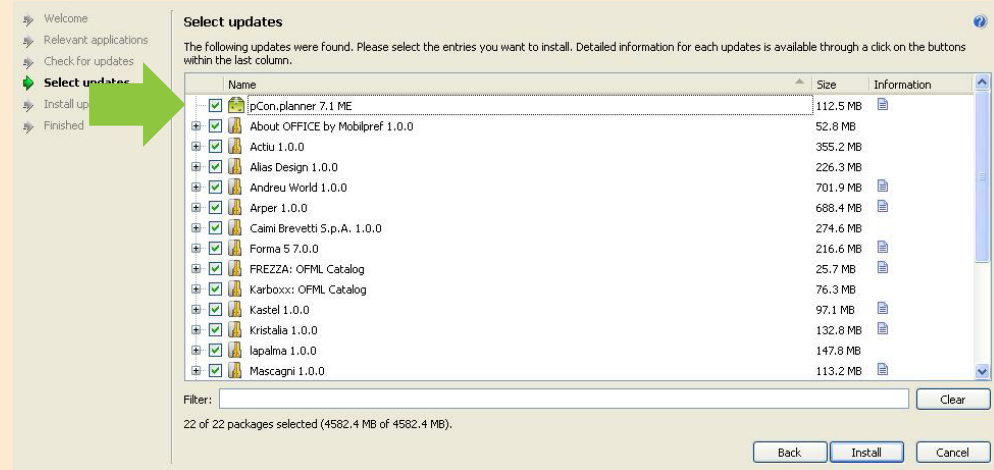 Welcome
Relevant applications
Check for updates
Select updates
Install up
Finished
Select updates
The following updates were found. Please select the entries you want to install. Detailed information for each updates is available through a click on the buttons
within the last column.
Name Size Information
pCon.planner 7.1 ME 112.5 MB
About OFFICE by Mobilpref 1.0.0 52.8 MB
Actiu 1.0.0 355.2 MB
Alias Design 1.0.0 226.3 MB
Andreu World 1.0.0 701.9 MB
Arper 1.0.0 688.4 MB
Caimi Brevetti S.p.A. 1.0.0 274.6 MB
Forma 5 7.0.0 216.6 MB
FREZZA: OFML Catalog 25.7 MB
Karboxx: OFML Catalog 76.3 MB
Kastel 1.0.0 97.1 MB
Kristalia 1.0.0 132.8 MB
lapalma 1.0.0 147.8 MB
Mascagni 1.0.0 113.2 MB
Filter: Clear
22 of 22 packages selected (4582.4 MB of 4582.4 MB).
Back Install Cancel